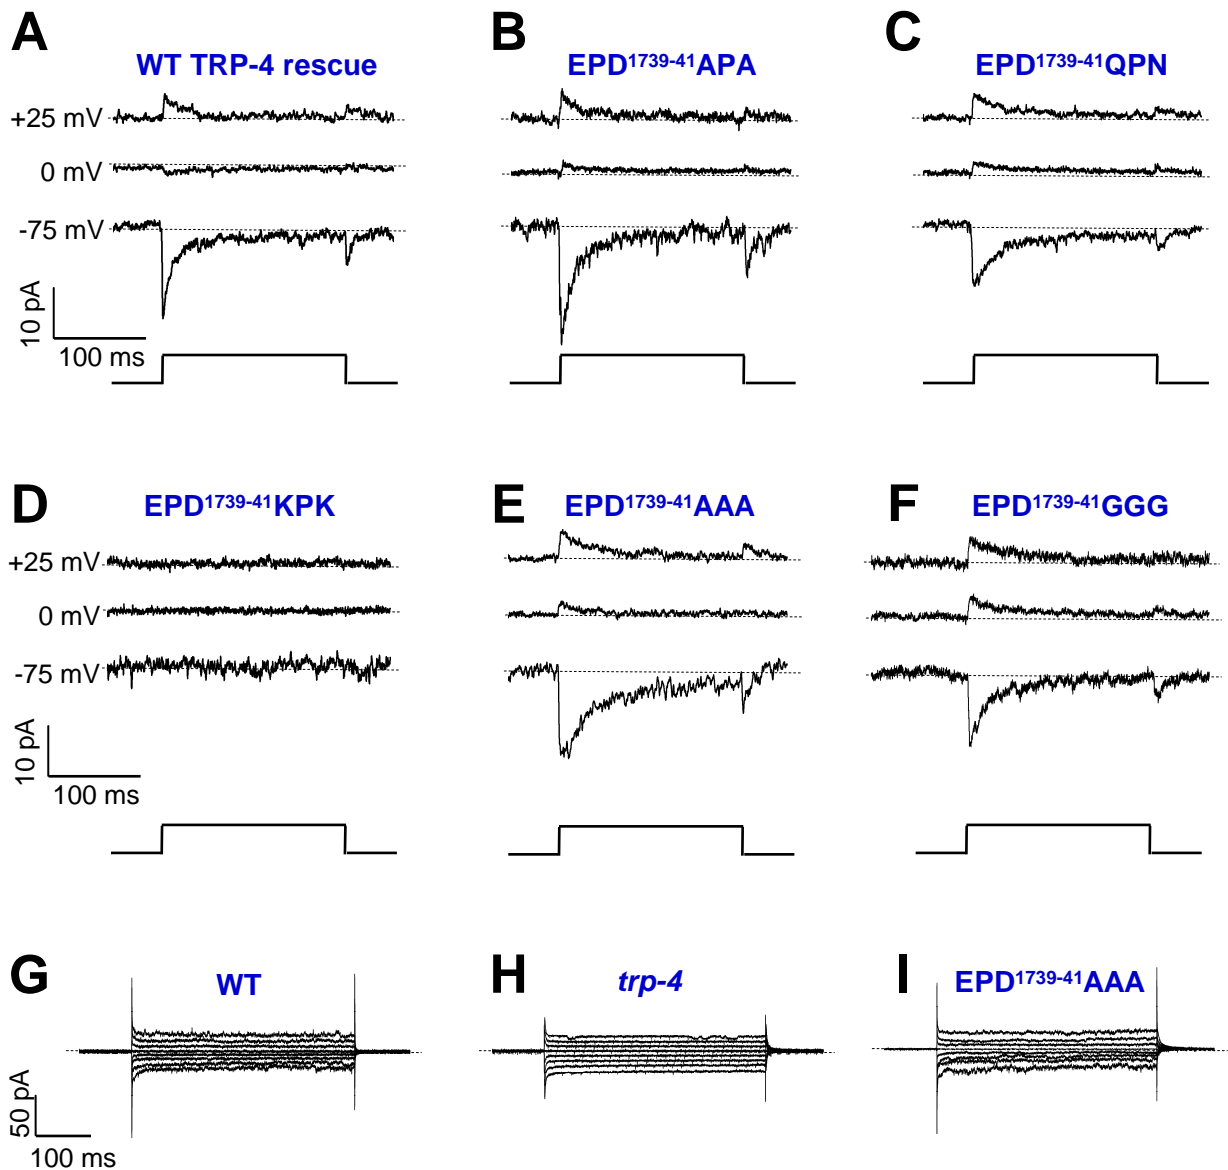 A
WT TRP-4 rescue
B
EPD1739-41APA
C
EPD1739-41QPN
+25 mV
0 mV
-75 mV
10 pA
100 ms
D
EPD1739-41KPK
E
EPD1739-41AAA
F
EPD1739-41GGG
+25 mV
0 mV
-75 mV
10 pA
100 ms
G
WT
H
trp-4
I
EPD1739-41AAA
50 pA
100 ms